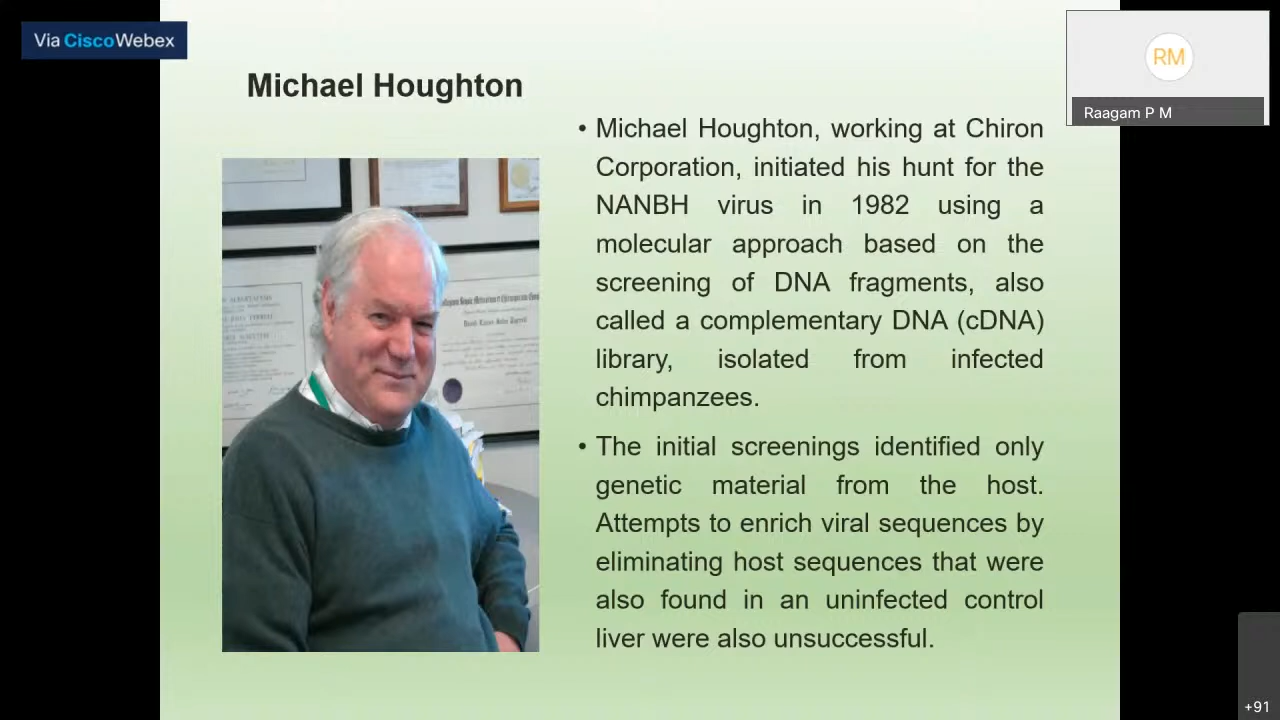 Via CiscoWebex
RM
Raagam P M
Michael Houghton
• Michael Houghton, working at Chiron
Corporation, initiated his hunt for the
NANBH virus in 1982 using a
molecular approach based on the
screening of DNA fragments, also
called a complementary DNA (cDNA)
library, isolated from infected
chimpanzees.
• The initial screenings identified only
genetic material from the host.
Attempts to enrich viral sequences by
eliminating host sequences that were
also found in an uninfected control
liver were also unsuccessful.
+91